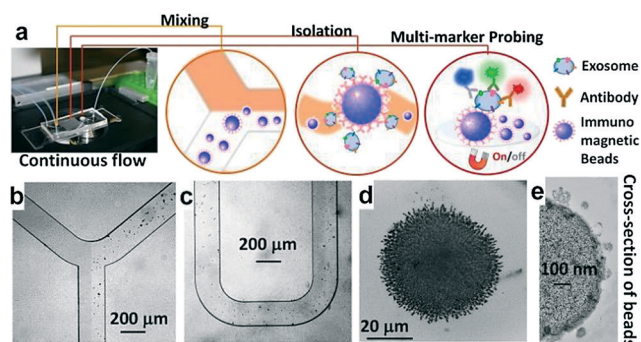 a
Mixing
Isolation
Multi-marker Probing
Continuous flow
On/off
Exosome
Antibody
Immuno
magnetic
Beads
b
200 µm
c
200 µm
d
20 µm
e
100 nm
Cross-section of beads